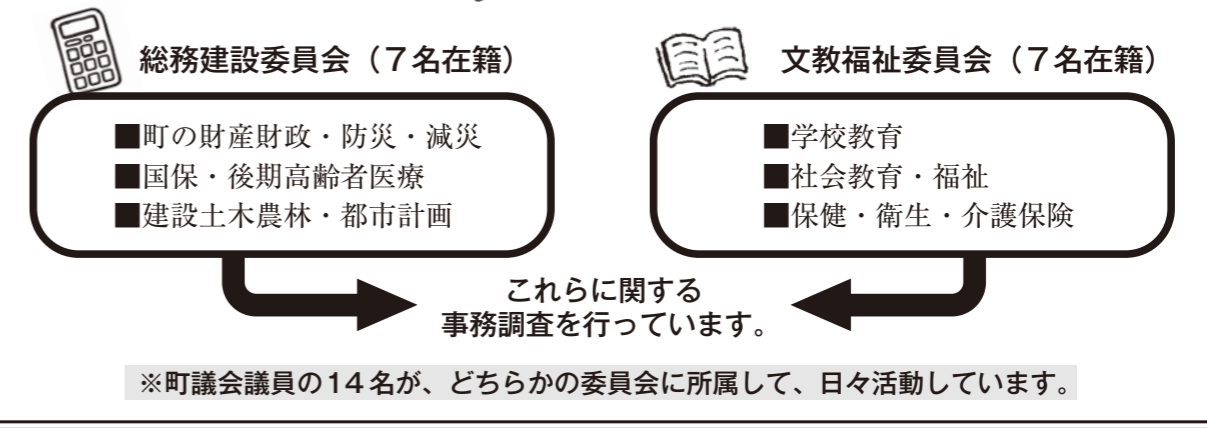 総務建設委員会（７名在籍）
■町の財産財政・防災・減災
■国保・後期高齢者医療
■建設土木農林・都市計画
文教福祉委員会（７名在籍）
■学校教育
■社会教育・福祉
■保健・衛生・介護保険
これらに関する
事務調査を行っています。
※町議会議員の14名が、どちらかの委員会に所属して、日々活動しています。